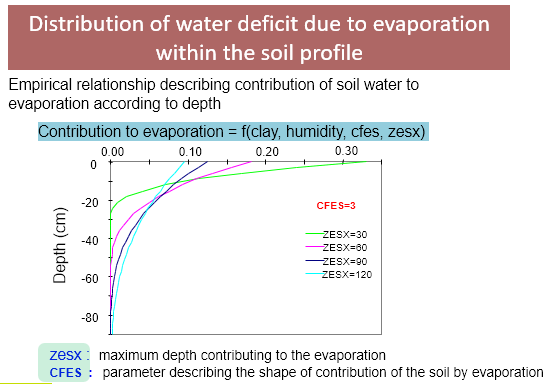 Distribution of water deficit due to evaporation
within the soil profile
Empirical relationship describing contribution of soil water to
evaporation according to depth
Contribution to evaporation = f(clay, humidity, cfes, zesx)
0.00 0.10 0.20 0.30
0
-20
-40
-60
-80
Depth (cm)
CFES=3
ZESX=30
ZESX=60
ZESX=90
ZESX=120
zesx : maximum depth contributing to the evaporation
CFES : parameter describing the shape of contribution of the soil by evaporation